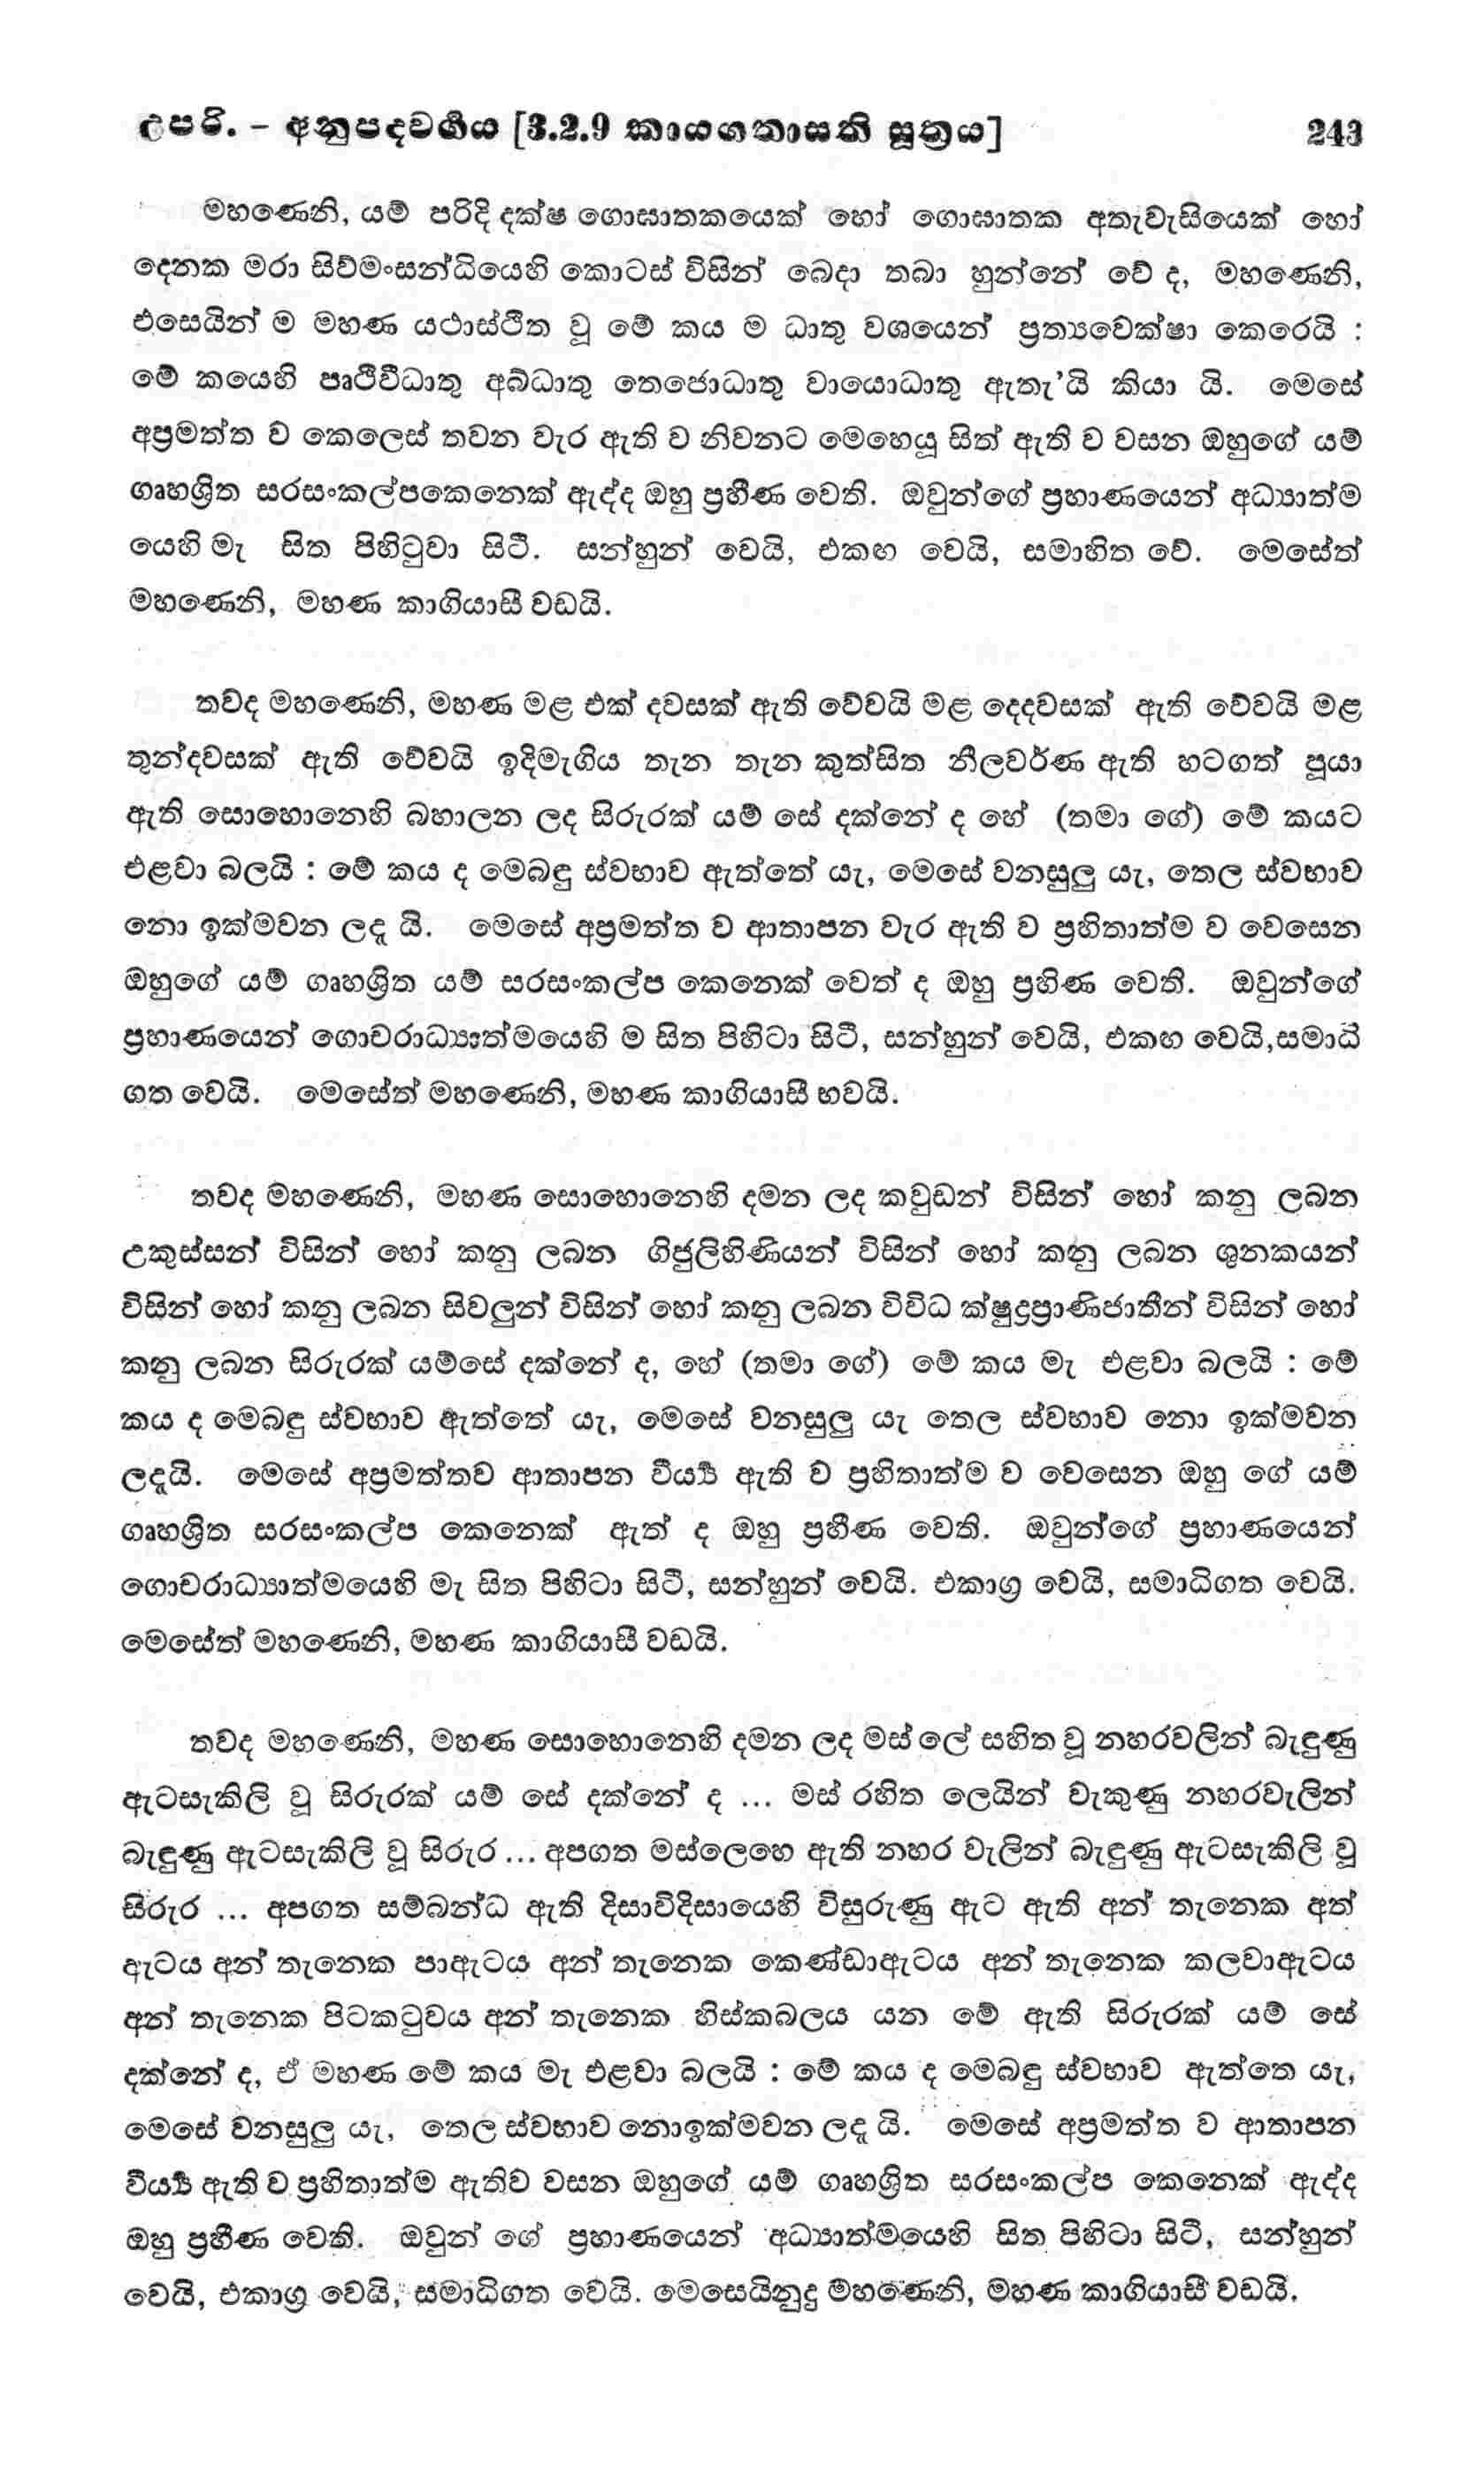 උපරි. - අනුපදවර්‍ගය [3.2.9 කායගතාසති සූත්‍රය] 243
මහණෙනි, යම් පරිදි දක්ෂ ගොඝාතකයෙක් හෝ ගොඝාතක අතැවැසියෙක් හෝ
දෙනක මරා සිව්මංසන්ධියෙහි කොටස් විසින් බෙදා තබා හුන්නේ වේ ද, මහණෙනි,
එසෙයින් ම මහණ යථාස්ථිත වූ මේ කය ම ධාතු වශයෙන් ප්‍රත්‍යවේක්ෂා කෙරෙයි :
මේ කයෙහි පෘථිවීධාතු අබ්ධාතු තෙජොධාතු වායොධාතු ඇතැ’යි කියා යි. මෙසේ
අප්‍රමත්ත ව කෙලෙස් තවන වැර ඇති ව නිවනට මෙහෙයූ සිත් ඇති ව වසන ඔහුගේ යම්
ගෘහශ්‍රිත සරසංකල්පකෙනෙක් ඇද්ද ඔහු ප්‍රහීණ වෙති. ඔවුන්ගේ ප්‍රහාණයෙන් අධ්‍යාත්ම
යෙහි මැ සිත පිහිටුවා සිටී. සන්හුන් වෙයි, එකඟ වෙයි, සමාහිත වේ. මෙසේත්
මහණෙනි, මහණ කාගියාසී වඩයි.
තව්ද මහණෙනි, මහණ මළ එක් දවසක් ඇති වේවයි මළ දෙදවසක් ඇති වේවයි මළ
තුන්දවසක් ඇති වේවයි ඉදිමැගිය තැන තැන කුත්සිත නීලවර්ණ ඇති හටගත් පූයා
ඇති සොහොනෙහි බහාලන ලද සිරුරක් යම් සේ දක්නේ ද හේ (තමා ගේ) මේ කයට
එළවා බලයි : මේ කය ද මෙබඳු ස්වභාව ඇත්තේ යැ, මෙසේ වනසුලු යැ, තෙල ස්වභාව
නො ඉක්මවන ලදැ යි. මෙසේ අප්‍රමත්ත ව ආතාපන වැර ඇති ව ප්‍රහිතාත්ම ව වෙසෙන
ඔහුගේ යම් ගෘහශ්‍රිත යම් සරසංකල්ප කෙනෙක් වෙත් ද ඔහු ප්‍රහිණ වෙති. ඔවුන්ගේ
ප්‍රහාණයෙන් ගොචරාධ්‍යාත්මයෙහි ම සිත පිහිටා සිටී, සන්හුන් වෙයි, එකඟ වෙයි,සමාධි
ගත වෙයි. මෙසේත් මහණෙනි, මහණ කාගියාසී භවයි.
තවද මහණෙනි, මහණ සොහොනෙහි දමන ලද කවුඩන් විසින් හෝ කනු ලබන
උකුස්සන් විසින් හෝ කනු ලබන ගිජුලිහිණියන් විසින් හෝ කනු ලබන ශුනකයන්
විසින් හෝ කනු ලබන සිවලුන් විසින් හෝ කනු ලබන විවිධ ක්ෂුද්‍රප්‍රාණිජාතීන් විසින් හෝ
කනු ලබන සිරුරක් යම්සේ දක්නේ ද, හේ (තමා ගේ) මේ කය මැ එළවා බලයි : මේ
කය ද මෙබඳු ස්වභාව ඇත්තේ යැ, මෙසේ වනසුලු යැ තෙල ස්වභාව නො ඉක්මවන
ලදැයි. මෙසේ අප්‍රමත්තව ආතාපන වීර්‍ය්‍ය ඇති ව ප්‍රහිතාත්ම ව වෙසෙන ඔහු ගේ යම්
ගෘහශ්‍රිත සරසංකල්ප කෙනෙක් ඇත් ද ඔහු ප්‍රහීණ වෙති. ඔවුන්ගේ ප්‍රහාණයෙන්
ගොචරාධ්‍යාත්මයෙහි මැ සිත පිහිටා සිටී, සන්හුන් වෙයි. එකාග්‍ර වෙයි, සමාධිගත වෙයි.
මෙසේත් මහණෙනි, මහණ කාගියාසී වඩයි.
තව්ද මහණෙනි, මහණ සොහොනෙහි දමන ලද මස් ලේ සහිත වූ නහරවලින් බැඳුණු
ඇටසැකිලි වූ සිරුරක් යම් සේ දක්නේ ද ... මස් රහිත ලෙයින් වැකුණු නහරවැලින්
බැඳුණු ඇටසැකිලි වූ සිරුර ... අපගත මස්ලෙහෙ ඇති නහර වැලින් බැඳුණු ඇටසැකිලි වූ
සිරුර ... අපගත සම්බන්ධ ඇති දිසාවිදිසායෙහි විසුරුණු ඇට ඇති අන් තැනෙක අත්
ඇටය අන් තැනෙක පාඇටය අන් තැනෙක කෙණ්ඩාඇටය අන් තැනෙක කලවාඇටය
අන් තැනෙක පිටකටුවය අන් තැනෙක හිස්කබලය යන මේ ඇති සිරුරක් යම් සේ
දක්නේ ද, ඒ මහණ මේ කය මැ එළවා බලයි : මේ කය ද මෙබඳු ස්වභාව ඇත්තෙ යැ,
මෙසේ වනසුලු යැ, තෙල ස්වභාව නොඉක්මවන ලදැ යි. මෙසේ අප්‍රමත්ත ව ආතාපන
වීර්‍ය්‍ය ඇති ව ප්‍රහිතාත්ම ඇතිව වසන ඔහුගේ යම් ගෘහශ්‍රිත සරසංකල්ප කෙනෙක් ඇද්ද
ඔහු ප්‍රහීණ වෙති. ඔවුන් ගේ ප්‍රහාණයෙන් අධ්‍යාත්මයෙහි සිත පිහිටා සිටී, සන්හුන්
වෙයි, එකාග්‍ර වෙයි, සමාධිගත වෙයි. මෙසෙයිනුදු මහණෙනි, මහණ කාගියාසී වඩයි.